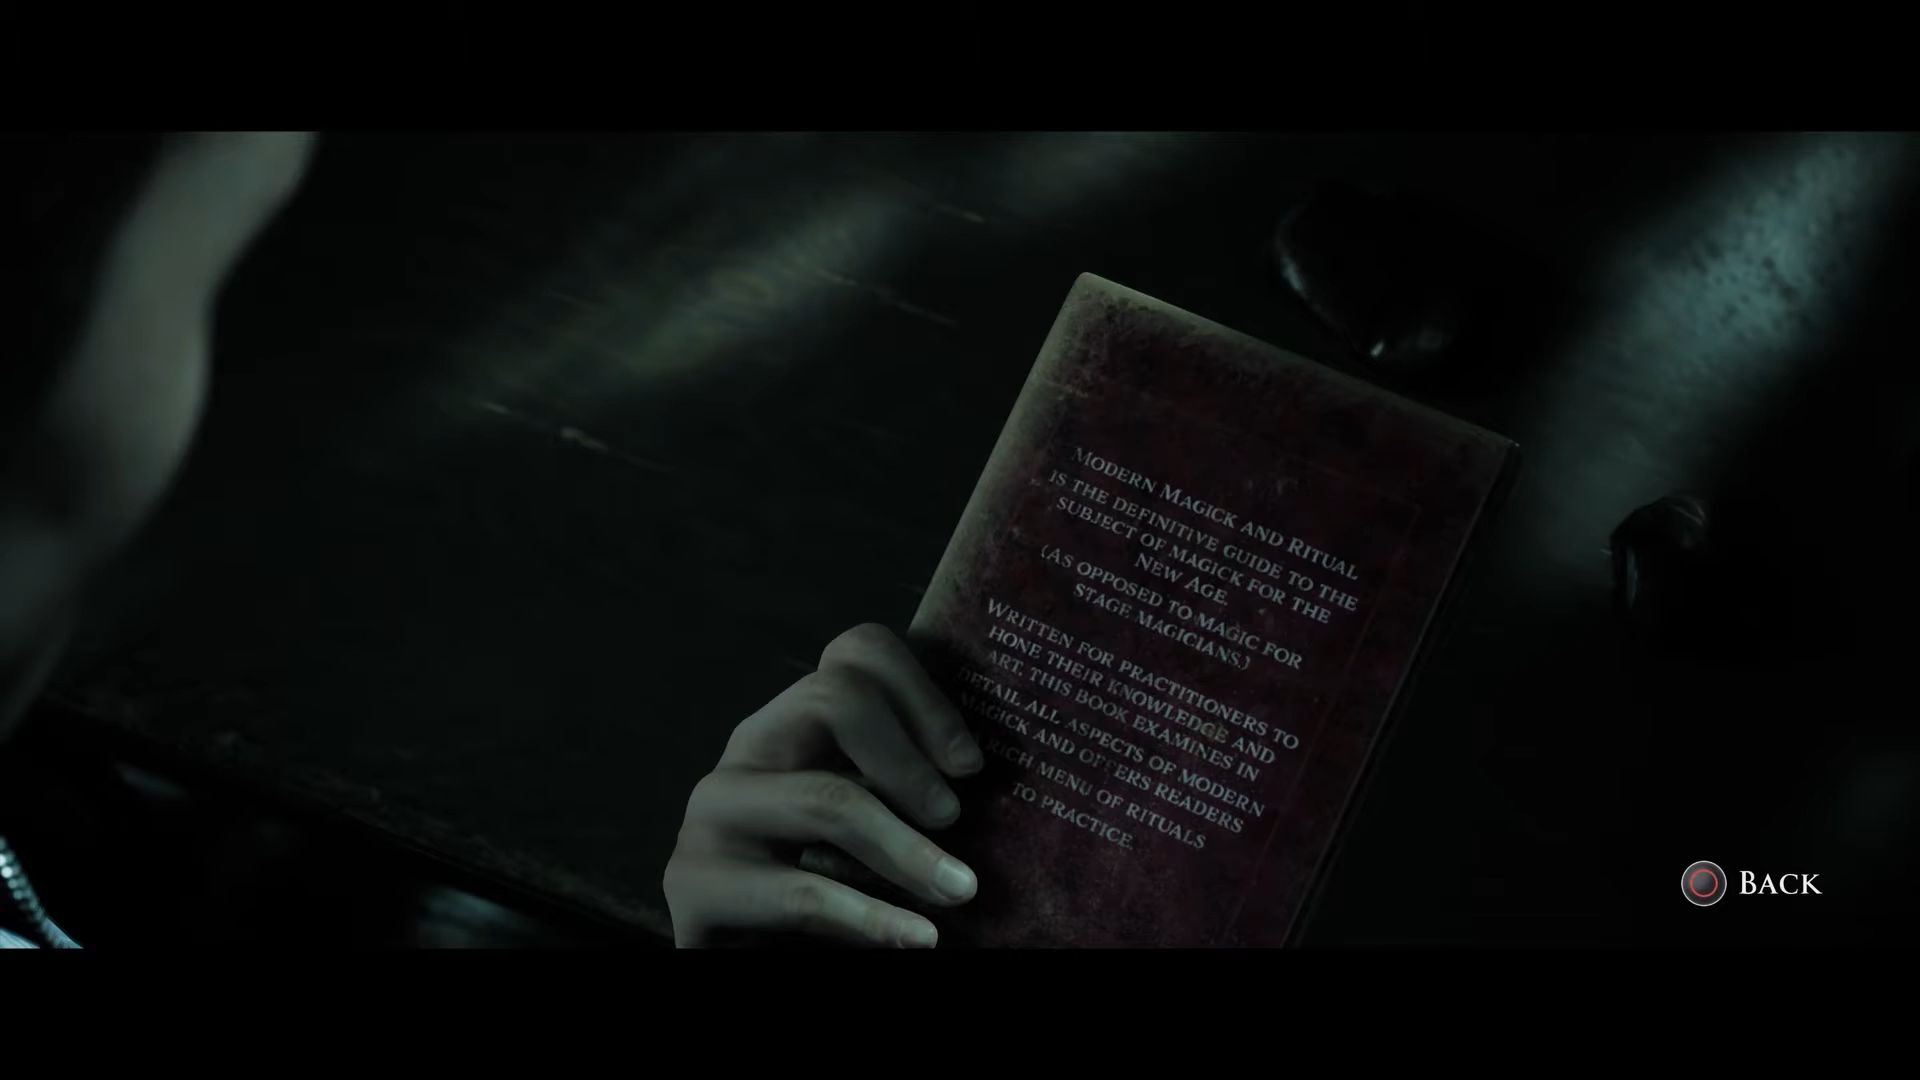 Modern Magick and Ritual
is the definitive guide to the
subject of magick for the
New Age.
(As opposed to magic for
stage magicians.)
Written for practitioners to
hone their knowledge and
art, this book examines in
detail all aspects of modern
magick and offers readers
a rich menu of rituals
to practice.
Back